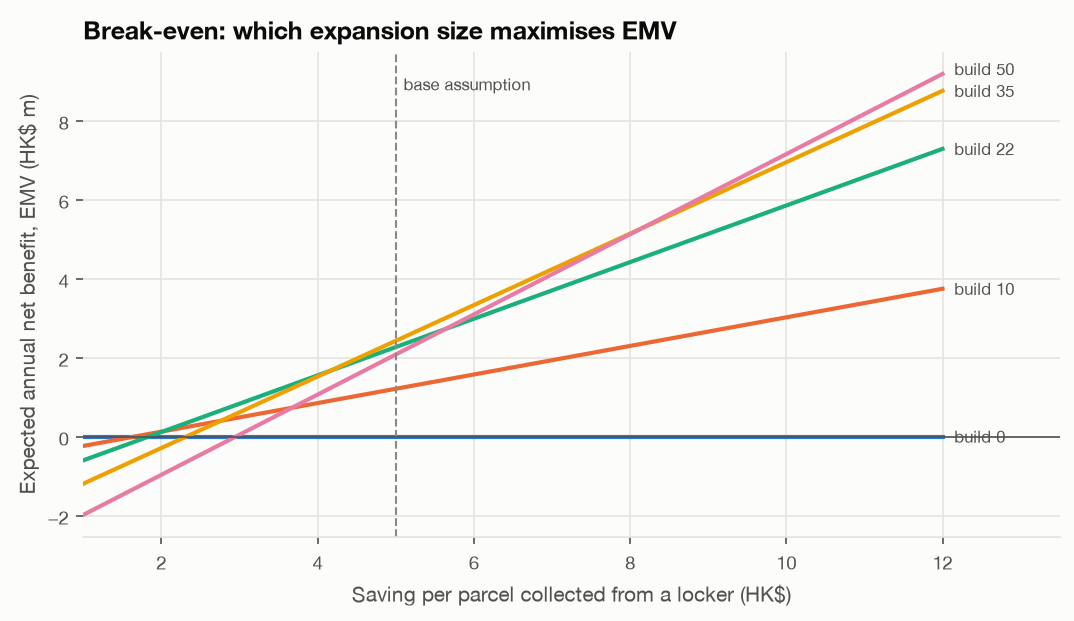 Break-even: which expansion size maximises EMV
Expected annual net benefit, EMV (HK$ m)
base assumption
build 50
build 35
build 22
build 10
build 0
8
6
4
2
0
−2
2 4 6 8 10 12
Saving per parcel collected from a locker (HK$)